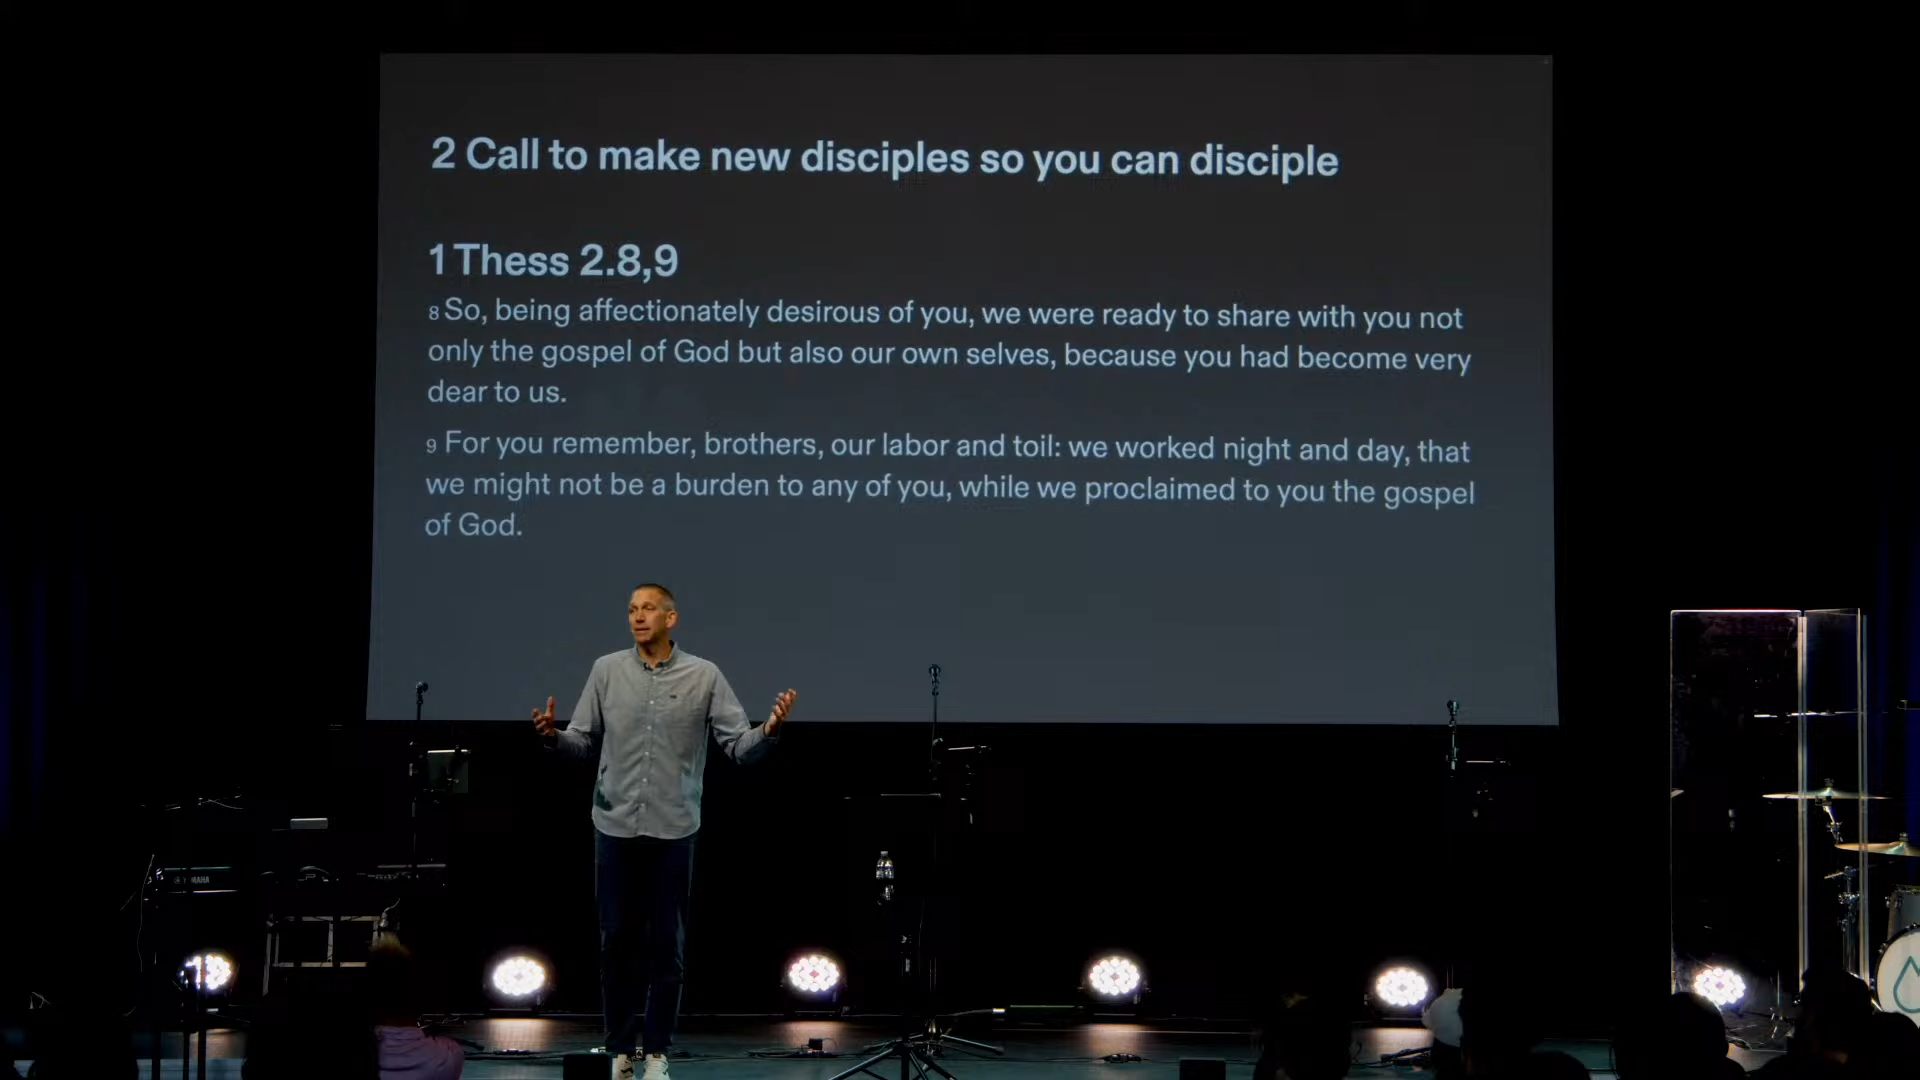 2 Call to make new disciples so you can disciple
1 Thess 2.8,9
8 So, being affectionately desirous of you, we were ready to share with you not
only the gospel of God but also our own selves, because you had become very
dear to us.
9 For you remember, brothers, our labor and toil: we worked night and day, that
we might not be a burden to any of you, while we proclaimed to you the gospel
of God.
YAMAHA